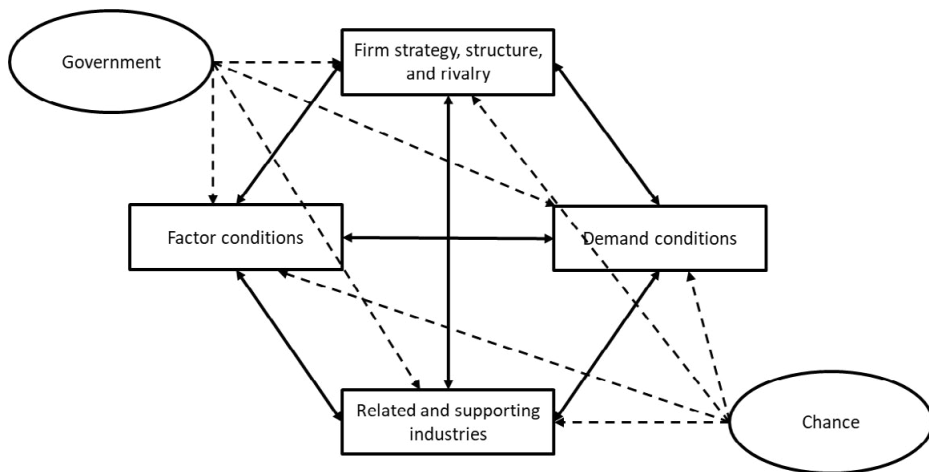 Government
Firm strategy, structure,
and rivalry
Factor conditions
Demand conditions
Related and supporting
industries
Chance